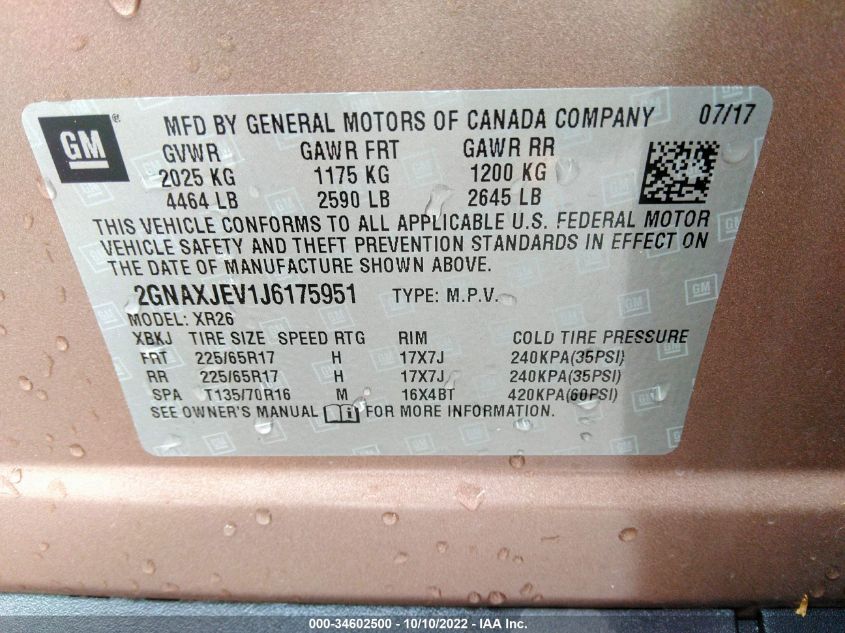 GM ® MFD BY GENERAL MOTORS OF CANADA COMPANY 07/17
GVWR GAWR FRT GAWR RR
2025 KG 1175 KG 1200 KG
4464 LB 2590 LB 2645 LB
THIS VEHICLE CONFORMS TO ALL APPLICABLE U.S. FEDERAL MOTOR
VEHICLE SAFETY AND THEFT PREVENTION STANDARDS IN EFFECT ON
THE DATE OF MANUFACTURE SHOWN ABOVE.
2GNAXJEV1J6175951 TYPE: M.P.V.
MODEL: XR26
XBKJ TIRE SIZE SPEED RTG RIM COLD TIRE PRESSURE
FRT 225/65R17 H 17X7J 240KPA(35PSI)
RR 225/65R17 H 17X7J 240KPA(35PSI)
SPA T135/70R16 M 16X4BT 420KPA(60PSI)
SEE OWNER'S MANUAL FOR MORE INFORMATION.
000-34602500 - 10/10/2022 - IAA Inc.